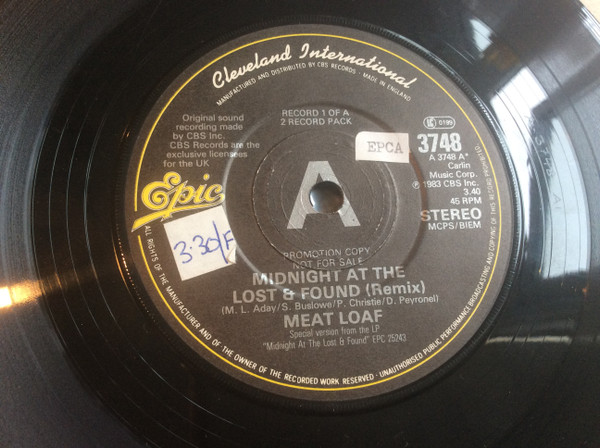 Cleveland International
MANUFACTURED AND DISTRIBUTED BY CBS RECORDS · MADE IN ENGLAND
Original sound
recording made
by CBS Inc.
CBS Records are the
exclusive licensees
for the UK
RECORD 1 OF A
2 RECORD PACK
A
EPCA
0199
3748
A 3748 A*
Carlin
Music Corp.
℗ 1983 CBS Inc.
3.40
45 RPM
STEREO
MCPS/BIEM
Epic
3.30/F
PROMOTION COPY
NOT FOR SALE
MIDNIGHT AT THE
LOST & FOUND (Remix)
(M. L. Aday/S. Buslowe/P. Christie/D. Peyronel)
MEAT LOAF
Special version from the LP
"Midnight At The Lost & Found" EPC 25243
ALL RIGHTS OF THE MANUFACTURER AND OF THE OWNER OF THE RECORDED WORK RESERVED · UNAUTHORISED PUBLIC PERFORMANCE BROADCASTING AND COPYING OF THIS RECORD PROHIBITED